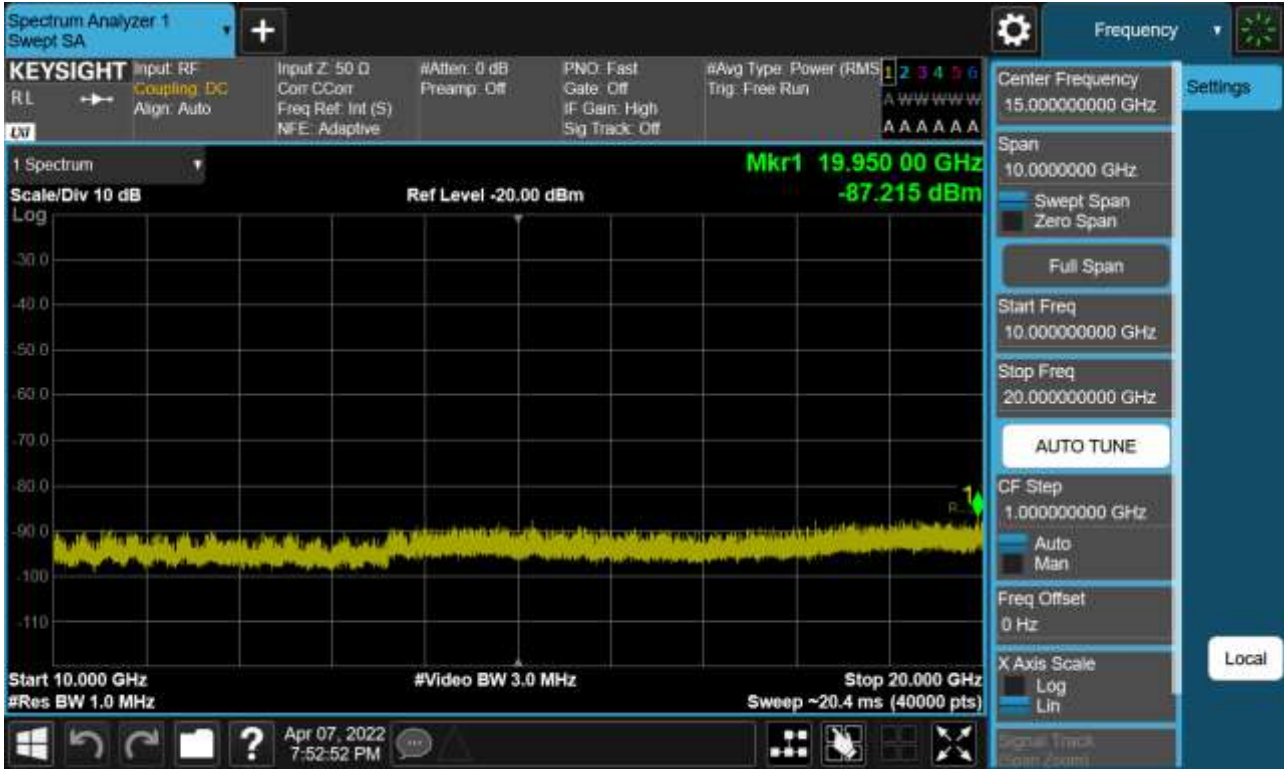 Spectrum Analyzer 1
Swept SA
Frequency
KEYSIGHT
RL
Input: RF
Coupling: DC
Align: Auto
Input Z: 50 Ω
Corr CCorr
Freq Ref: Int (S)
NFE: Adaptive
#Atten: 0 dB
Preamp: Off
PNO: Fast
Gate: Off
IF Gain: High
Sig Track: Off
#Avg Type: Power (RMS
Trig: Free Run
1 2 3 4 5 6
A W W W W W
A A A A A A
1 Spectrum
Scale/Div 10 dB
Ref Level -20.00 dBm
Mkr1 19.950 00 GHz
-87.215 dBm
Log
-30.0
-40.0
-50.0
-60.0
-70.0
-80.0
-90.0
-100
-110
1
Start 10.000 GHz
#Video BW 3.0 MHz
Stop 20.000 GHz
#Res BW 1.0 MHz
Sweep ~20.4 ms (40000 pts)
Center Frequency
15.000000000 GHz
Settings
Span
10.0000000 GHz
Swept Span
Zero Span
Full Span
Start Freq
10.000000000 GHz
Stop Freq
20.000000000 GHz
AUTO TUNE
CF Step
1.000000000 GHz
Auto
Man
Freq Offset
0 Hz
X Axis Scale
Log
Lin
Local
Signal Track
(Span Zoom)
?
Apr 07, 2022
7:52:52 PM